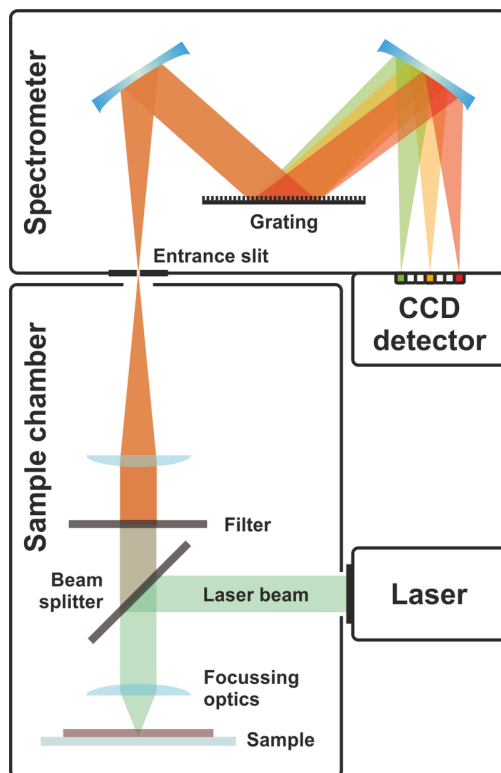 Spectrometer
Grating
Entrance slit
CCD
detector
Sample chamber
Filter
Beam
splitter
Laser beam
Laser
Focussing
optics
Sample